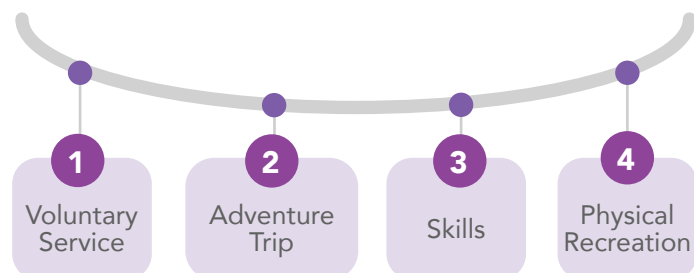 1
Voluntary
Service
2
Adventure
Trip
3
Skills
4
Physical
Recreation